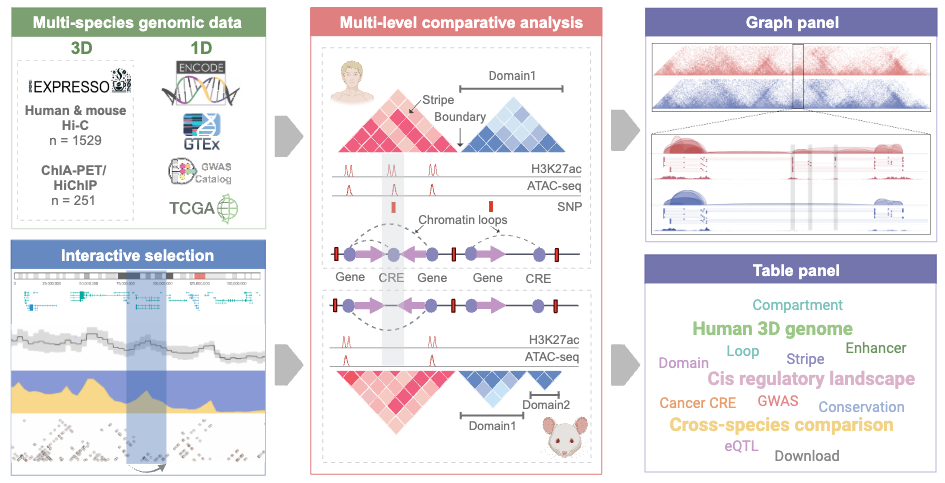 Multi-species genomic data
3D
1D
EXPRESSO
Human & mouse
Hi-C
n = 1529
ChIA-PET/
HiChIP
n = 251
ENCODE
GTEx
GWAS
Catalog
TCGA
Interactive selection
Multi-level comparative analysis
Domain1
Stripe
Boundary
H3K27ac
ATAC-seq
SNP
Chromatin loops
Gene
CRE
Gene
Gene
CRE
H3K27ac
ATAC-seq
Domain2
Domain1
Graph panel
Table panel
Compartment
Human 3D genome
Enhancer
Loop
Stripe
Domain
Cis regulatory landscape
Cancer CRE
GWAS
Conservation
Cross-species comparison
eQTL
Download